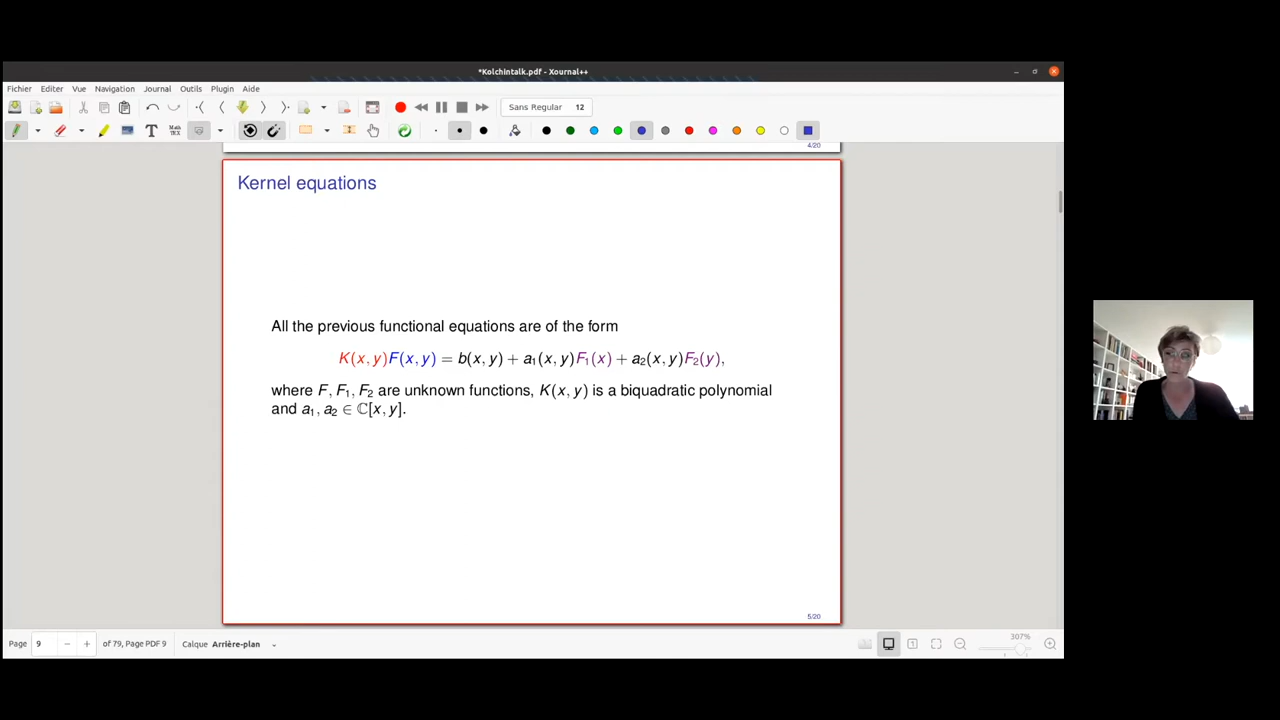 *Kolchintalk.pdf - Xournal++
Fichier Editer Vue Navigation Journal Outils Plugin Aide
Sans Regular 12
T Math TEX
4/20
Kernel equations
All the previous functional equations are of the form
K(x, y)F(x, y) = b(x, y) + a₁(x, y)F₁(x) + a₂(x, y)F₂(y),
where F, F₁, F₂ are unknown functions, K(x, y) is a biquadratic polynomial
and a₁, a₂ ∈ ℂ[x, y].
5/20
Page 9 of 79, Page PDF 9 Calque Arrière-plan 307%